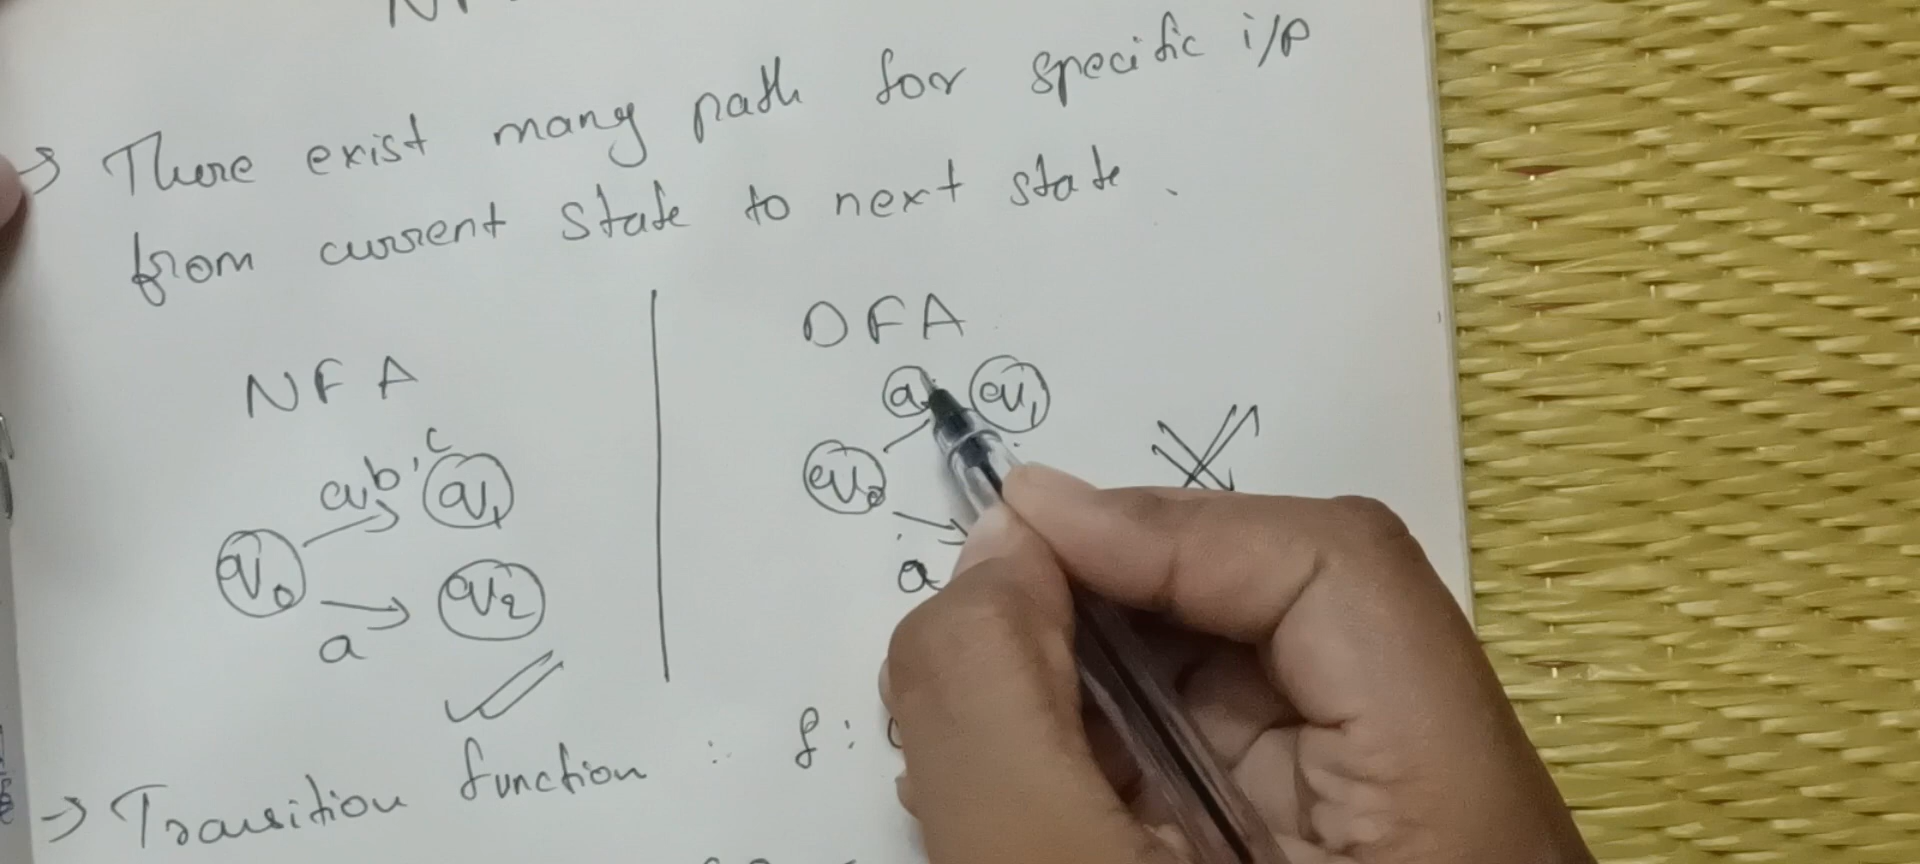 → There exist many path for specific i/p
from current state to next state.
NFA
a,b,c
q1
q0
q2
a
DFA
a
q1
q0
a
→ Transition function : f :